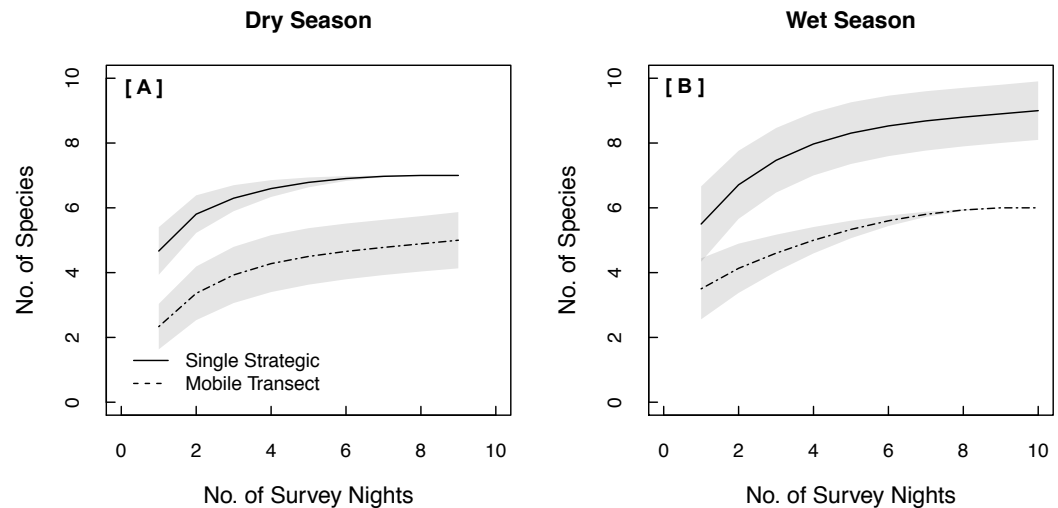 Dry Season
[ A ]
No. of Species
0
2
4
6
8
10
Single Strategic
Mobile Transect
0 2 4 6 8 10
No. of Survey Nights
Wet Season
[ B ]
No. of Species
0
2
4
6
8
10
0 2 4 6 8 10
No. of Survey Nights